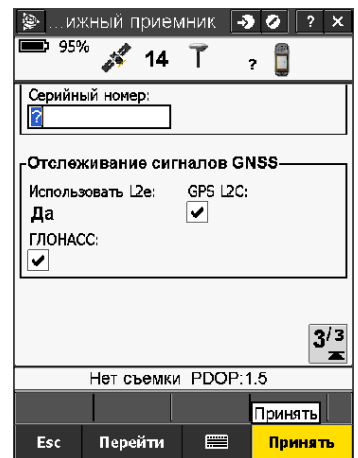 ...ижный приемник ? X
95% 14 ?
Серийный номер:
?
Отслеживание сигналов GNSS
Использовать L2e: GPS L2C:
Да
ГЛОНАСС:
3/3
Нет съемки PDOP:1.5
Принять
Esc Перейти Принять